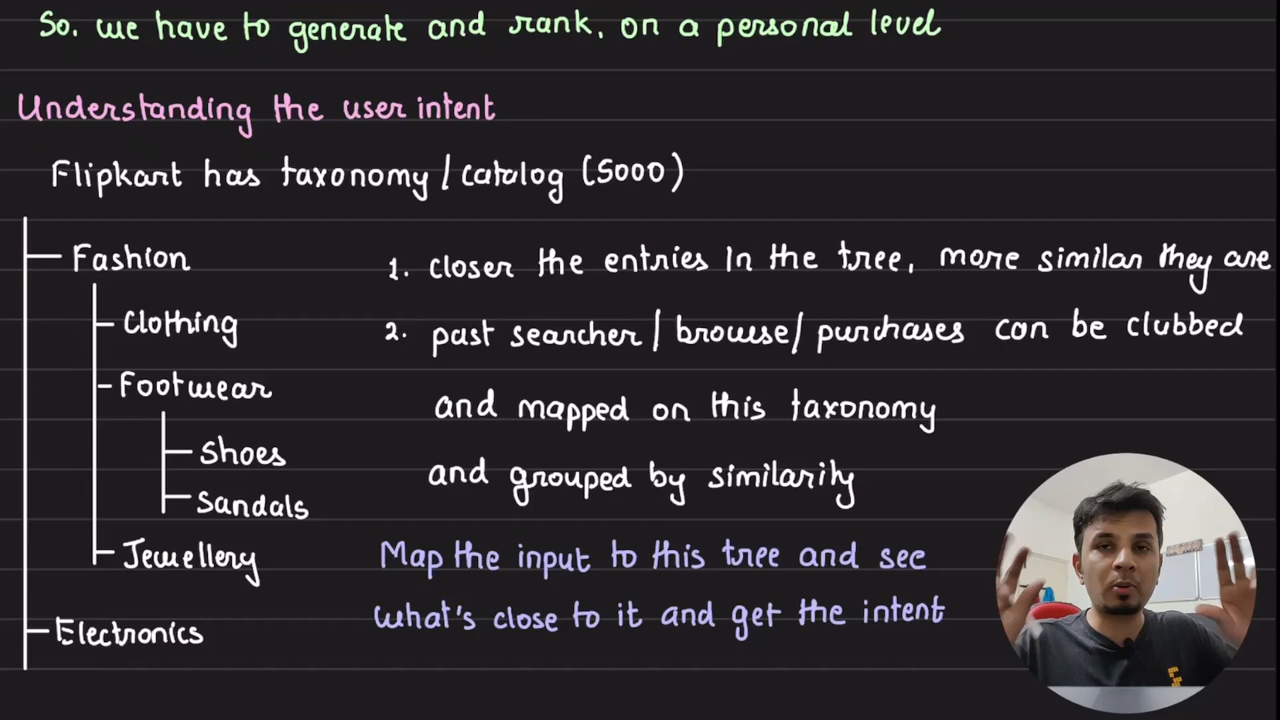 So. we have to generate and rank, on a personal level
Understanding the user intent
Flipkart has taxonomy / catalog (5000)
Fashion
Clothing
Footwear
Shoes
Sandals
Jewellery
Electronics
1. closer the entries in the tree, more similar they are
2. past searcher / browse / purchases can be clubbed
and mapped on this taxonomy
and grouped by similarity
Map the input to this tree and see
what's close to it and get the intent